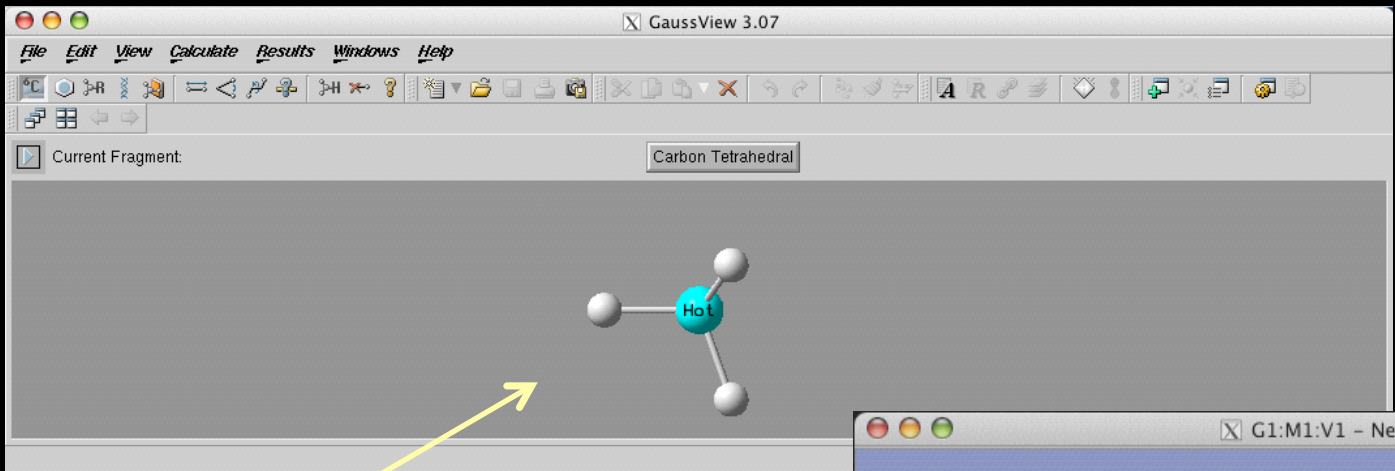 GaussView 3.07
File Edit View Calculate Results Windows Help
°C R H ? A R
Current Fragment:
Carbon Tetrahedral
Hot
G1:M1:V1 – Ne